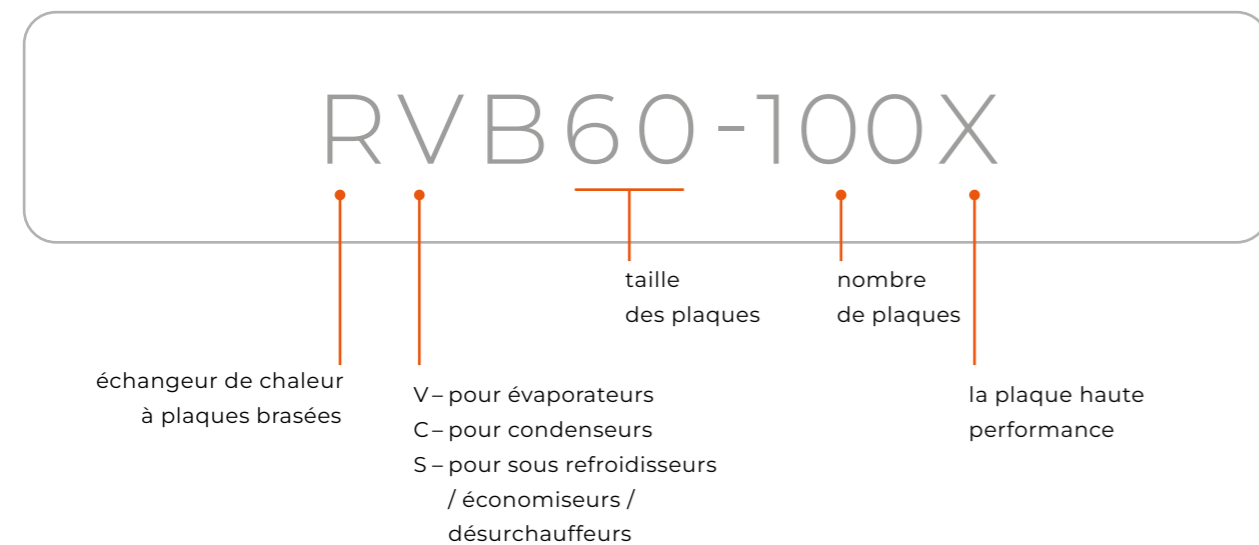 RVB60-100X
taille
des plaques
nombre
de plaques
échangeur de chaleur
à plaques brasées
V – pour évaporateurs
C – pour condenseurs
S – pour sous refroidisseurs
/ économiseurs /
désurchauffeurs
la plaque haute
performance